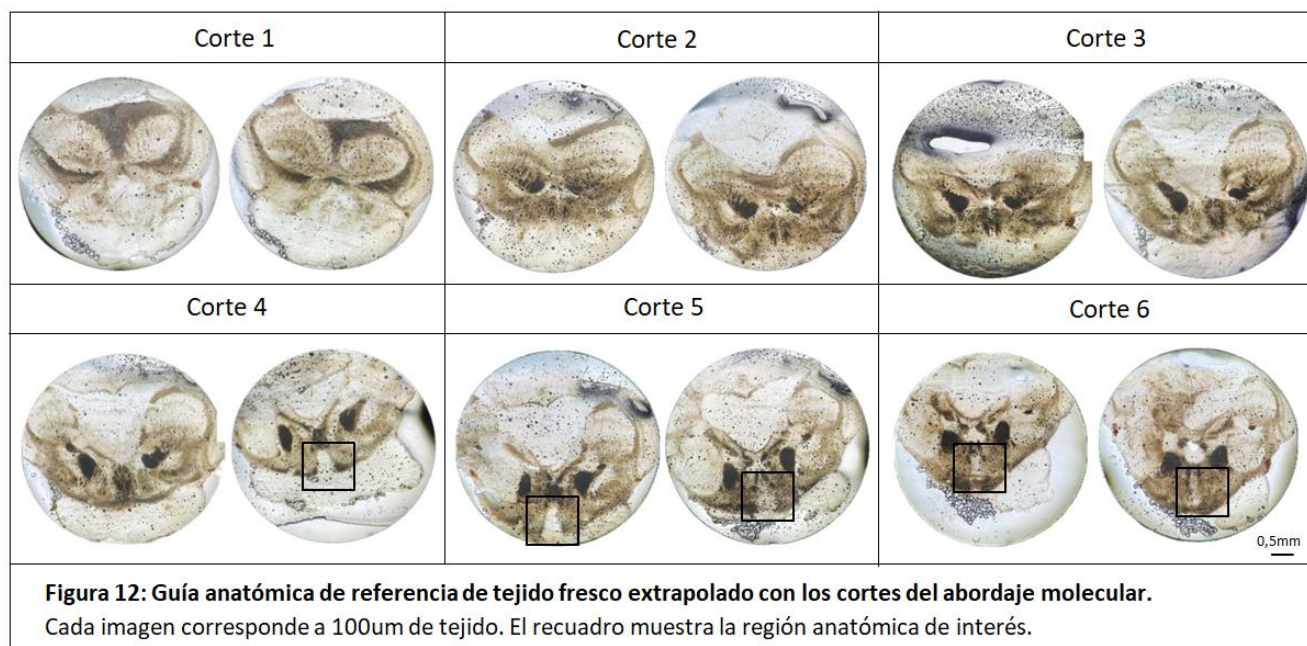 Corte 1
Corte 2
Corte 3
Corte 4
Corte 5
Corte 6
0,5mm
Figura 12: Guía anatómica de referencia de tejido fresco extrapolado con los cortes del abordaje molecular.
Cada imagen corresponde a 100um de tejido. El recuadro muestra la región anatómica de interés.